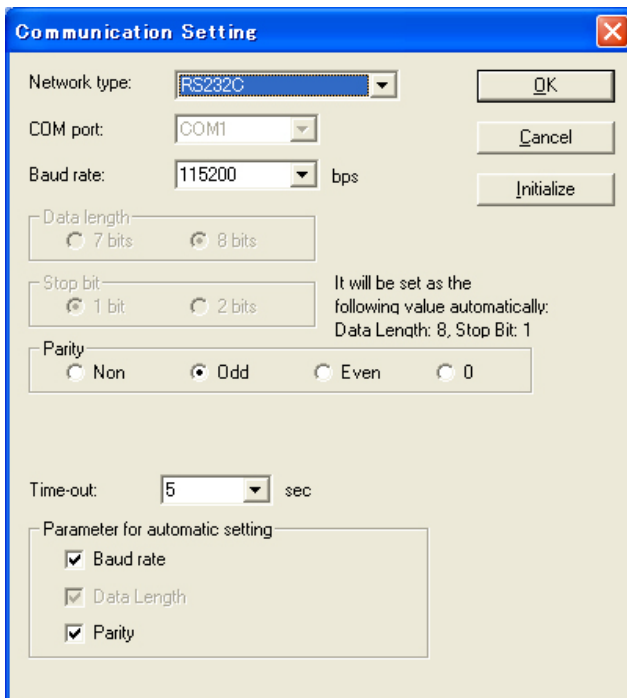 Communication Setting
Network type: RS232C OK
COM port: COM1 Cancel
Baud rate: 115200 bps Initialize
Data length
7 bits 8 bits
Stop bit
1 bit 2 bits
It will be set as the
following value automatically:
Data Length: 8, Stop Bit: 1
Parity
Non Odd Even 0
Time-out: 5 sec
Parameter for automatic setting
Baud rate
Data Length
Parity